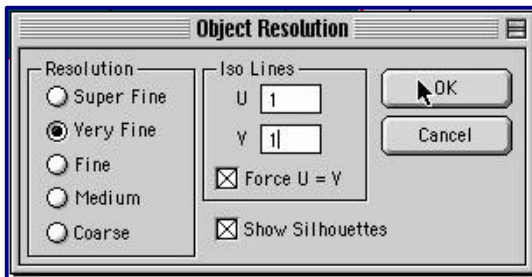 Object Resolution
Resolution
Super Fine
Very Fine
Fine
Medium
Coarse
Iso Lines
U 1
V 1
Force U = V
Show Silhouettes
OK
Cancel